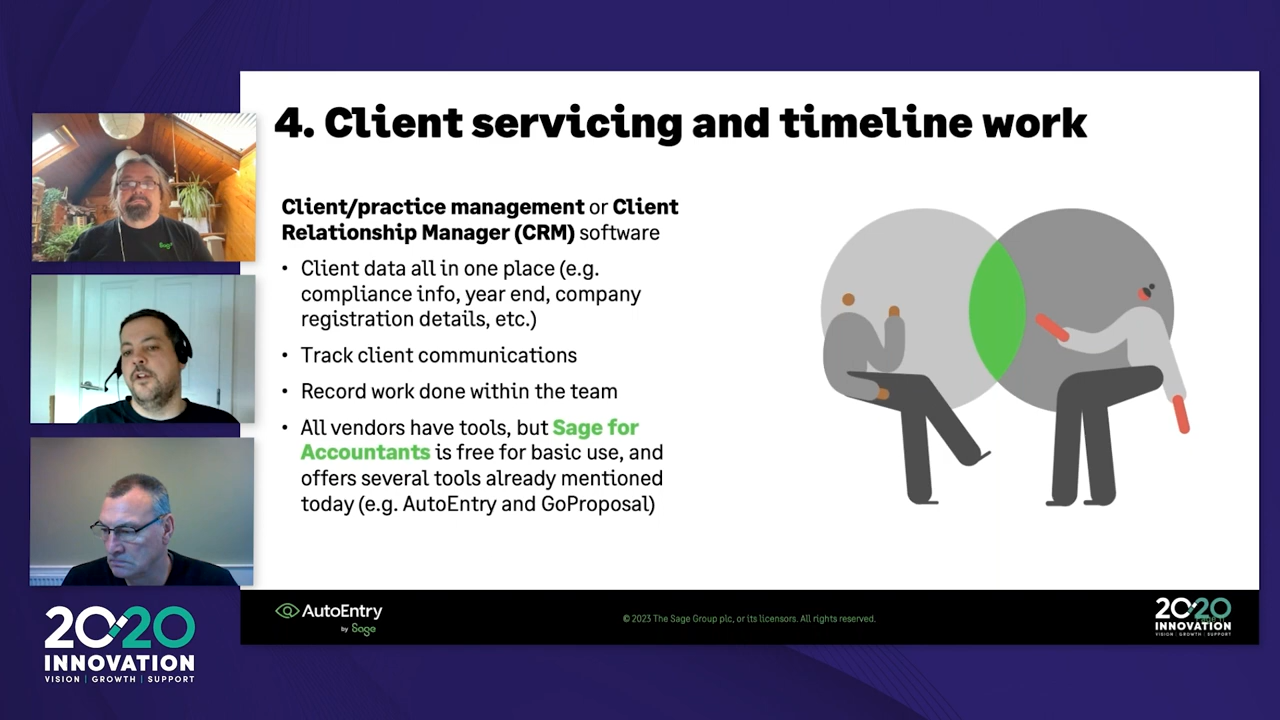 4. Client servicing and timeline work
Client/practice management or Client
Relationship Manager (CRM) software
• Client data all in one place (e.g.
compliance info, year end, company
registration details, etc.)
• Track client communications
• Record work done within the team
• All vendors have tools, but Sage for
Accountants is free for basic use, and
offers several tools already mentioned
today (e.g. AutoEntry and GoProposal)
Sage
AutoEntry
by Sage
© 2023 The Sage Group plc, or its licensors. All rights reserved.
2020
INNOVATION
VISION | GROWTH | SUPPORT
2020
INNOVATION
VISION | GROWTH | SUPPORT